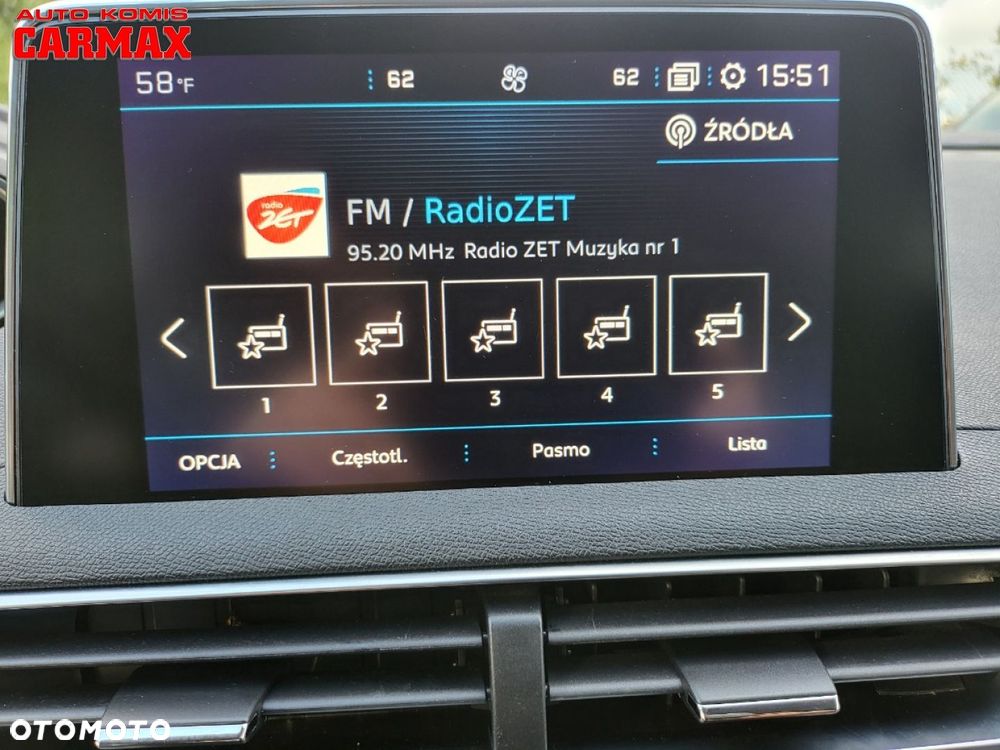 AUTO KOMIS
CARMAX
58°F 62 62 15:51
ŹRÓDŁA
radio
ZET
FM / RadioZET
95.20 MHz Radio ZET Muzyka nr 1
1 2 3 4 5
OPCJA Częstotl. Pasmo Lista
OTOMOTO